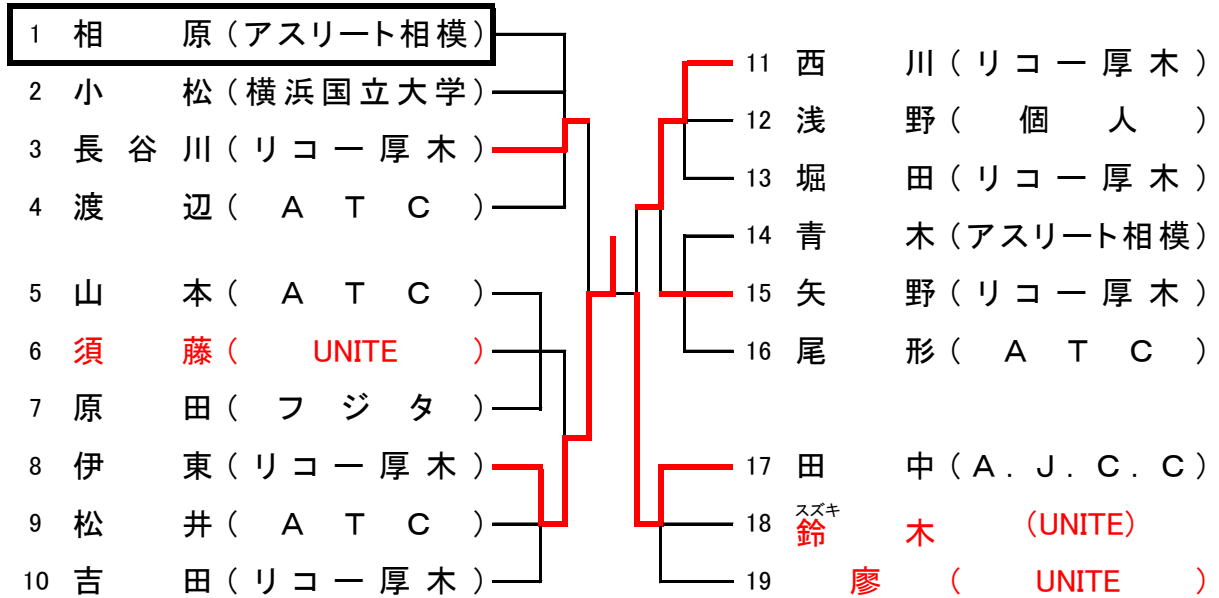 1 相 原 (アスリート相模)
2 小 松 (横浜国立大学)
3 長谷川 (リコー厚木)
4 渡 辺 (ATC)
5 山 本 (ATC)
6 須 藤 (UNITE)
7 原 田 (フジタ)
8 伊 東 (リコー厚木)
9 松 井 (ATC)
10 吉 田 (リコー厚木)
11 西 川 (リコー厚木)
12 浅 野 (個人)
13 堀 田 (リコー厚木)
14 青 木 (アスリート相模)
15 矢 野 (リコー厚木)
16 尾 形 (ATC)
17 田 中 (A.J.C.C)
スズキ
18 鈴 木 (UNITE)
19 廖 (UNITE)